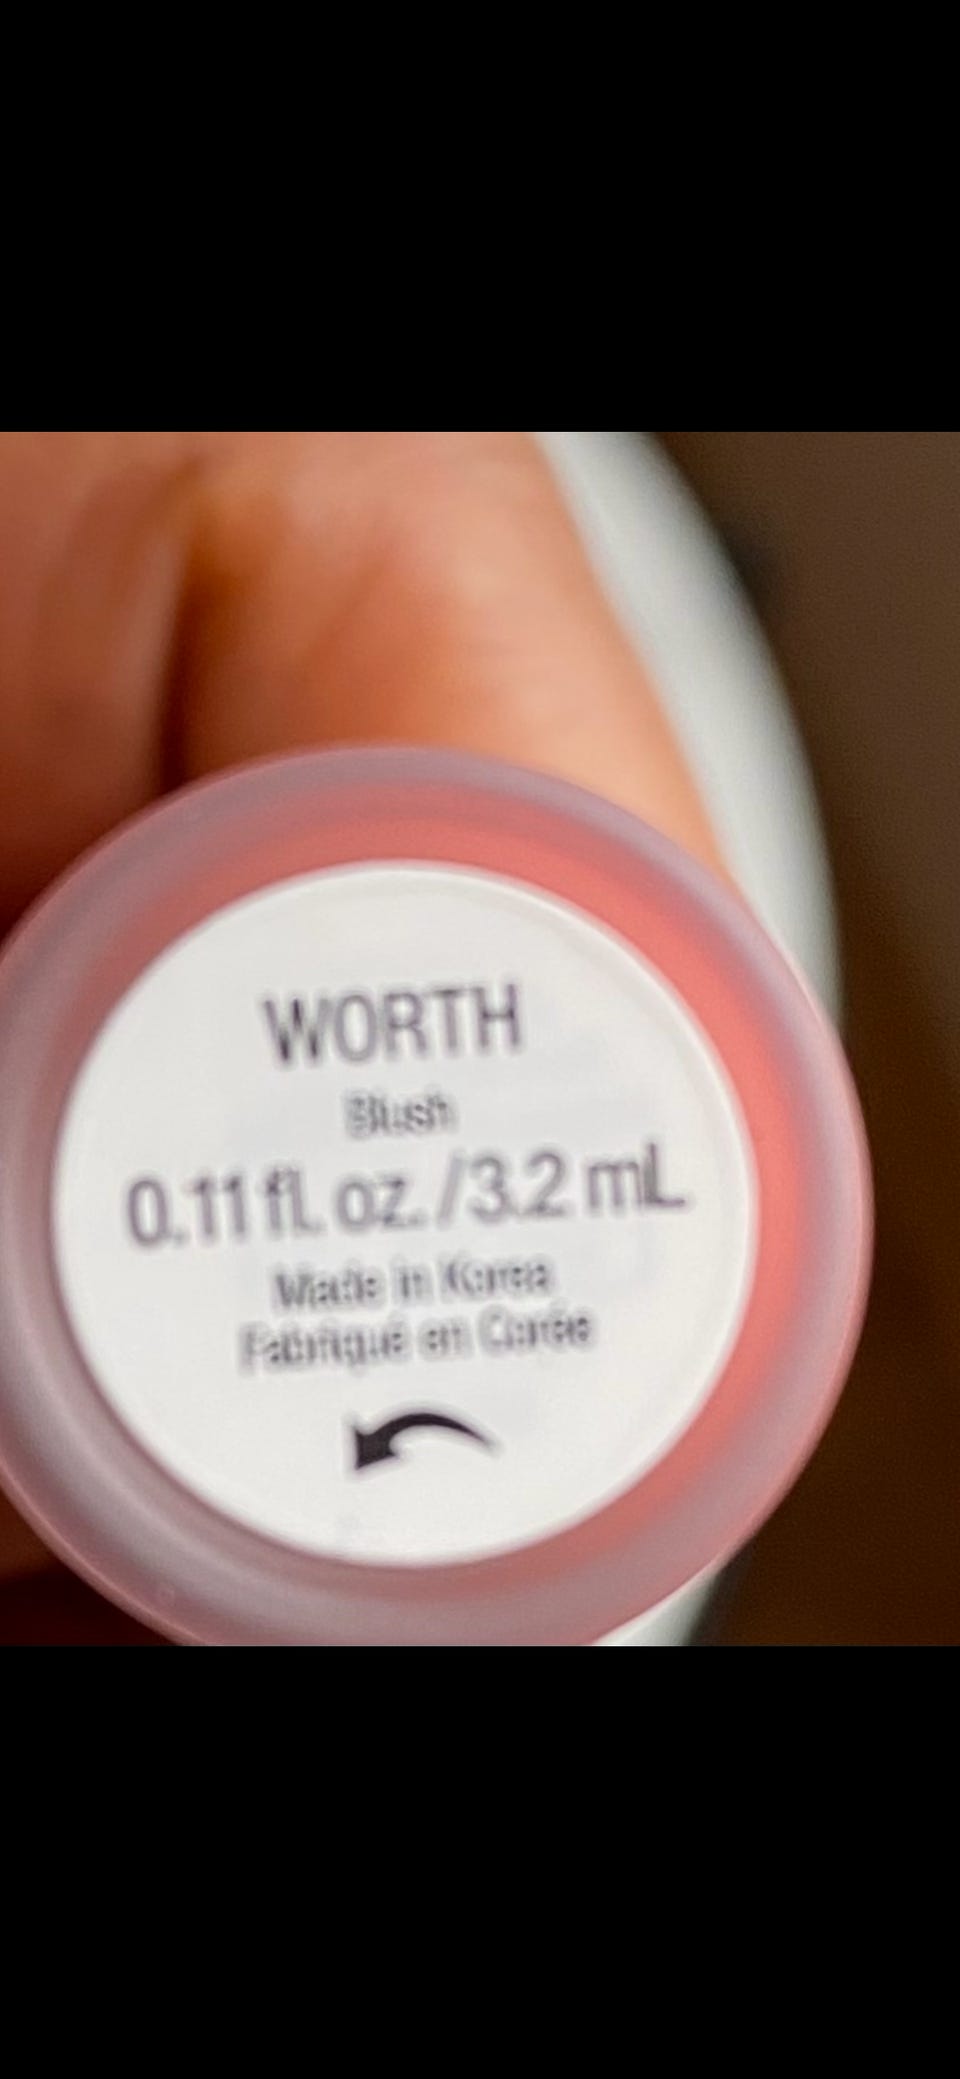 WORTH
Blush
0.11 fl. oz. / 3.2 mL
Made in Korea
Fabriqué en Corée